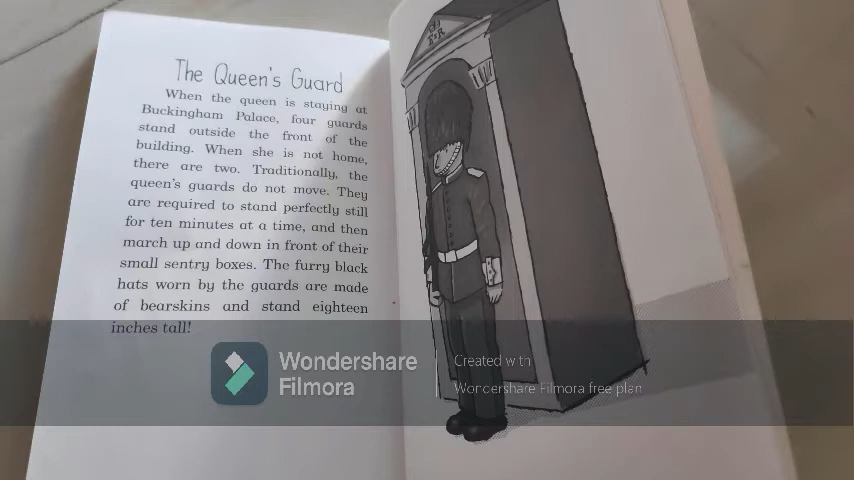 The Queen's Guard
When the queen is staying at
Buckingham Palace, four guards
stand outside the front of the
building. When she is not home,
there are two. Traditionally, the
queen's guards do not move. They
are required to stand perfectly still
for ten minutes at a time, and then
march up and down in front of their
small sentry boxes. The furry black
hats worn by the guards are made
of bearskins and stand eighteen
inches tall!
Wondershare
Filmora
Created with
Wondershare Filmora free plan